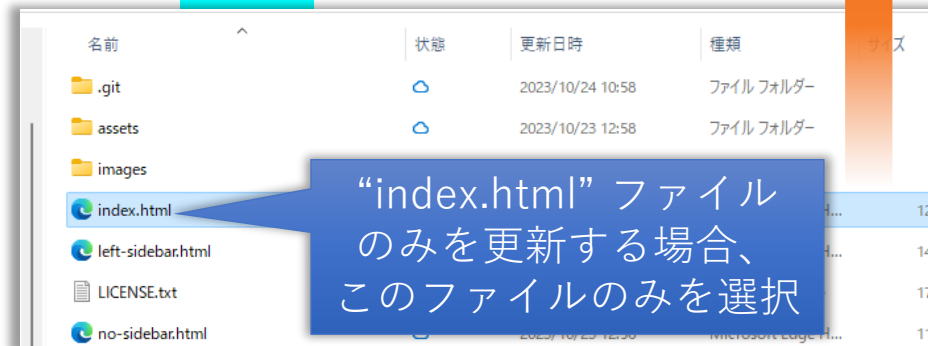 名前 状態 更新日時 種類 サイズ
.git 2023/10/24 10:58 ファイル フォルダー
assets 2023/10/23 12:58 ファイル フォルダー
images
index.html
left-sidebar.html
LICENSE.txt
no-sidebar.html
“index.html” ファイル
のみを更新する場合、
このファイルのみを選択